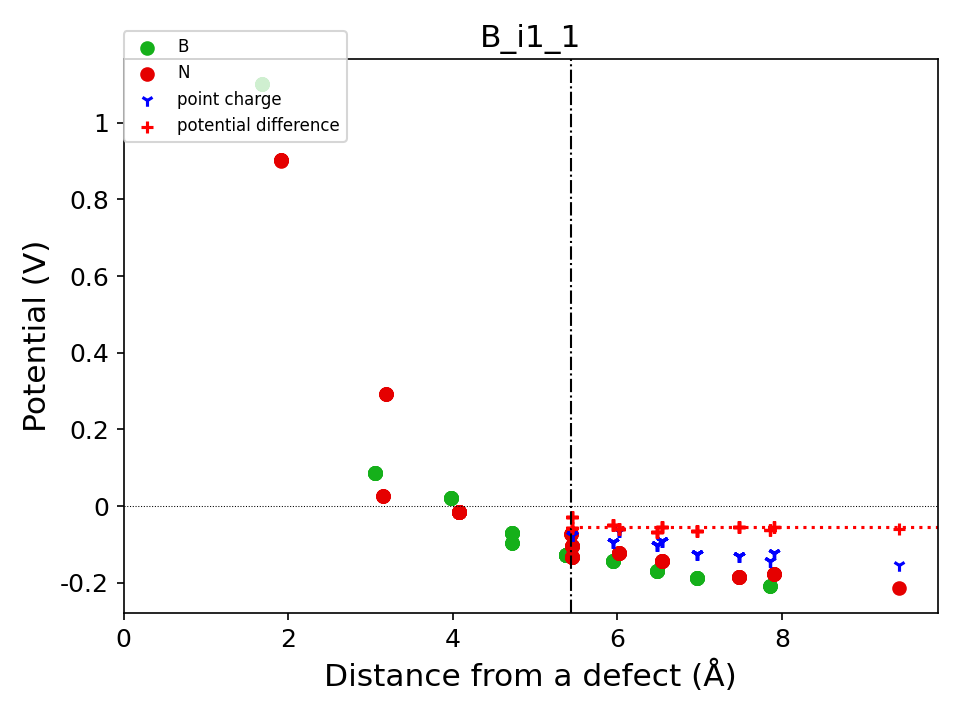 B_i1_1
B
N
point charge
potential difference
1
0.8
0.6
0.4
0.2
0
-0.2
Potential (V)
0 2 4 6 8
Distance from a defect (Å)